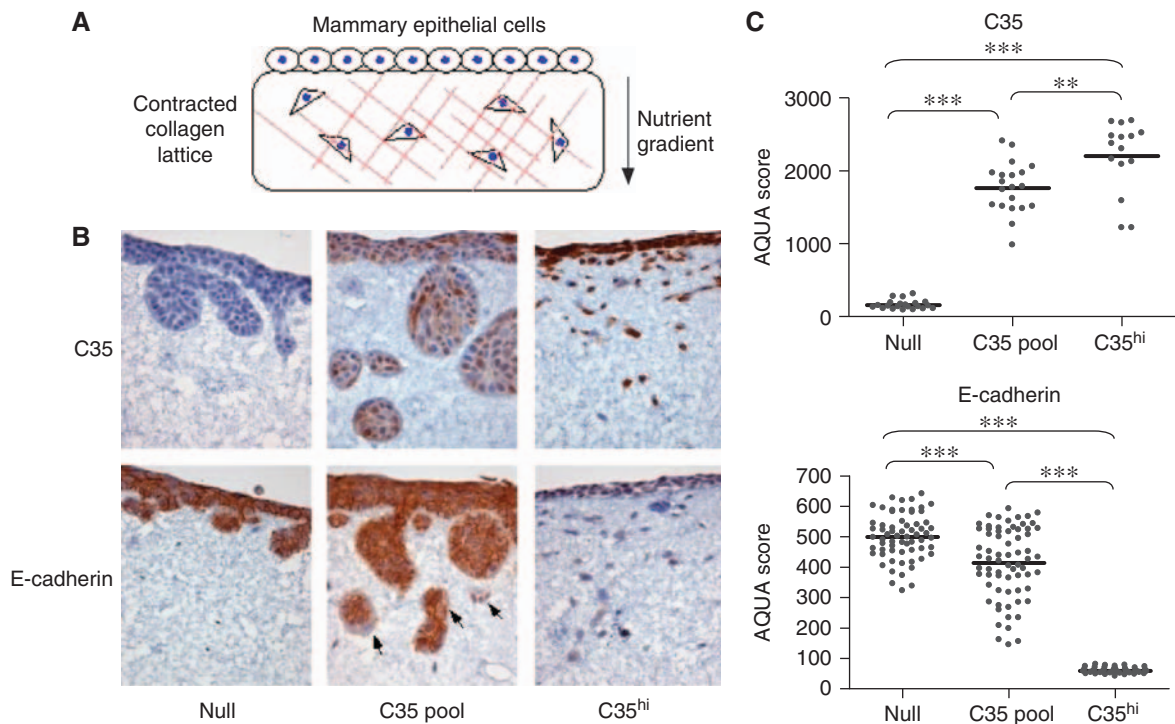 A
Mammary epithelial cells
Contracted
collagen
lattice
Nutrient
gradient
B
C35
E-cadherin
Null
C35 pool
C35hi
C
C35
***
***
**
AQUA score
3000
2000
1000
0
Null
C35 pool
C35hi
E-cadherin
***
***
***
AQUA score
700
600
500
400
300
200
100
0
Null
C35 pool
C35hi